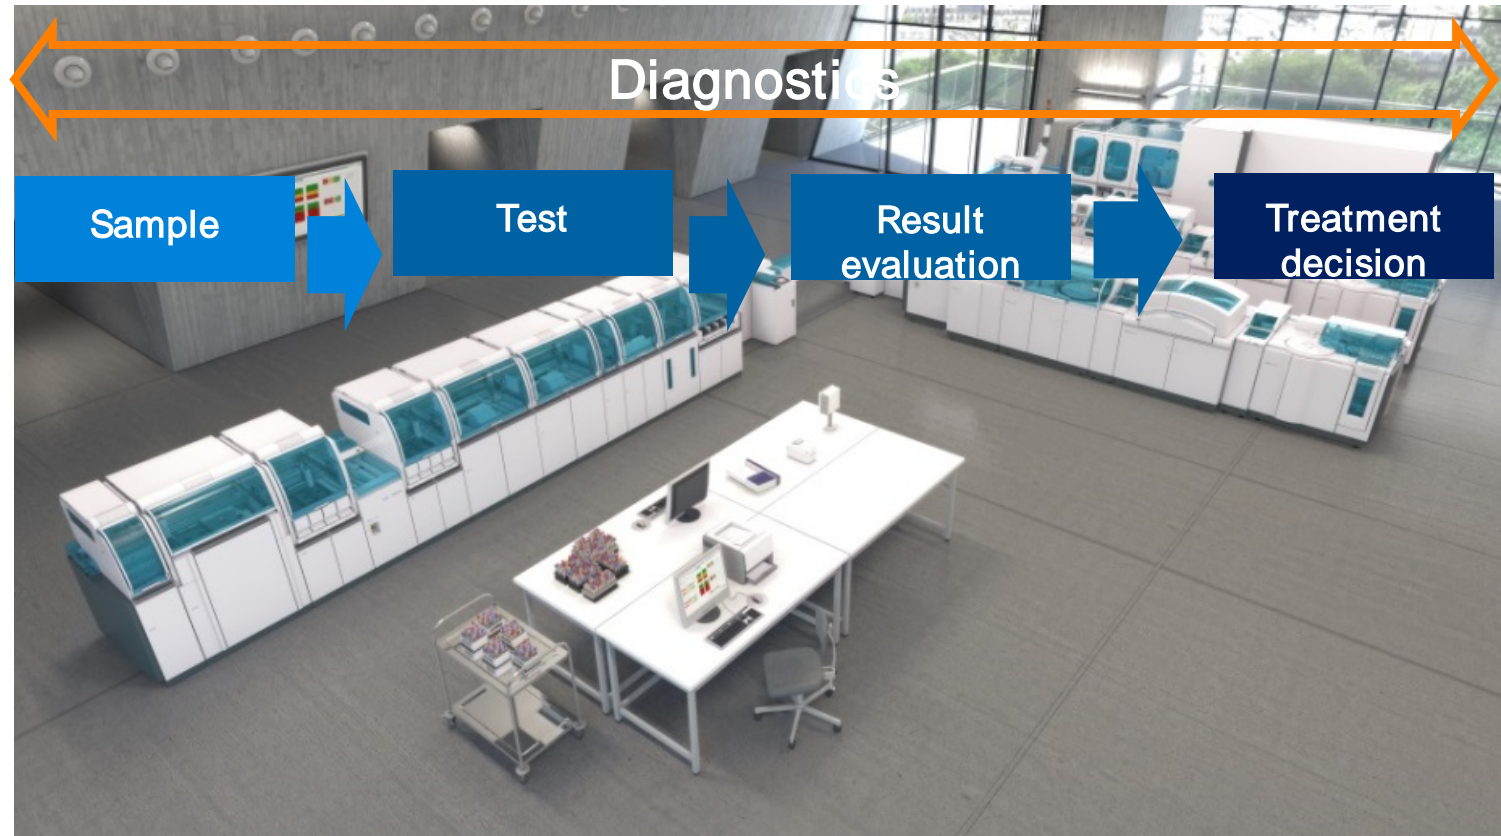 Diagnostics
Sample
Test
Result
evaluation
Treatment
decision